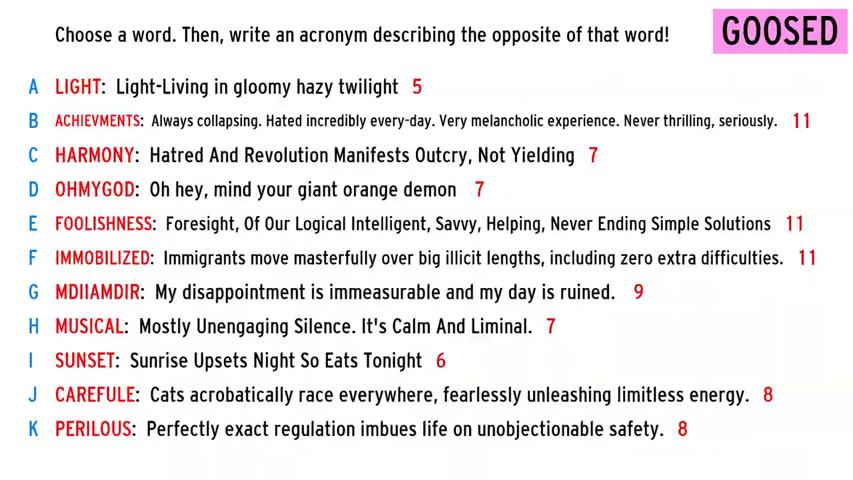 Choose a word. Then, write an acronym describing the opposite of that word!
GOOSED
A LIGHT: Light-Living in gloomy hazy twilight 5
B ACHIEVMENTS: Always collapsing. Hated incredibly every-day. Very melancholic experience. Never thrilling, seriously. 11
C HARMONY: Hatred And Revolution Manifests Outcry, Not Yielding 7
D OHMYGOD: Oh hey, mind your giant orange demon 7
E FOOLISHNESS: Foresight, Of Our Logical Intelligent, Savvy, Helping, Never Ending Simple Solutions 11
F IMMOBILIZED: Immigrants move masterfully over big illicit lengths, including zero extra difficulties. 11
G MDIIAMDIR: My disappointment is immeasurable and my day is ruined. 9
H MUSICAL: Mostly Unengaging Silence. It's Calm And Liminal. 7
I SUNSET: Sunrise Upsets Night So Eats Tonight 6
J CAREFULE: Cats acrobatically race everywhere, fearlessly unleashing limitless energy. 8
K PERILOUS: Perfectly exact regulation imbues life on unobjectionable safety. 8